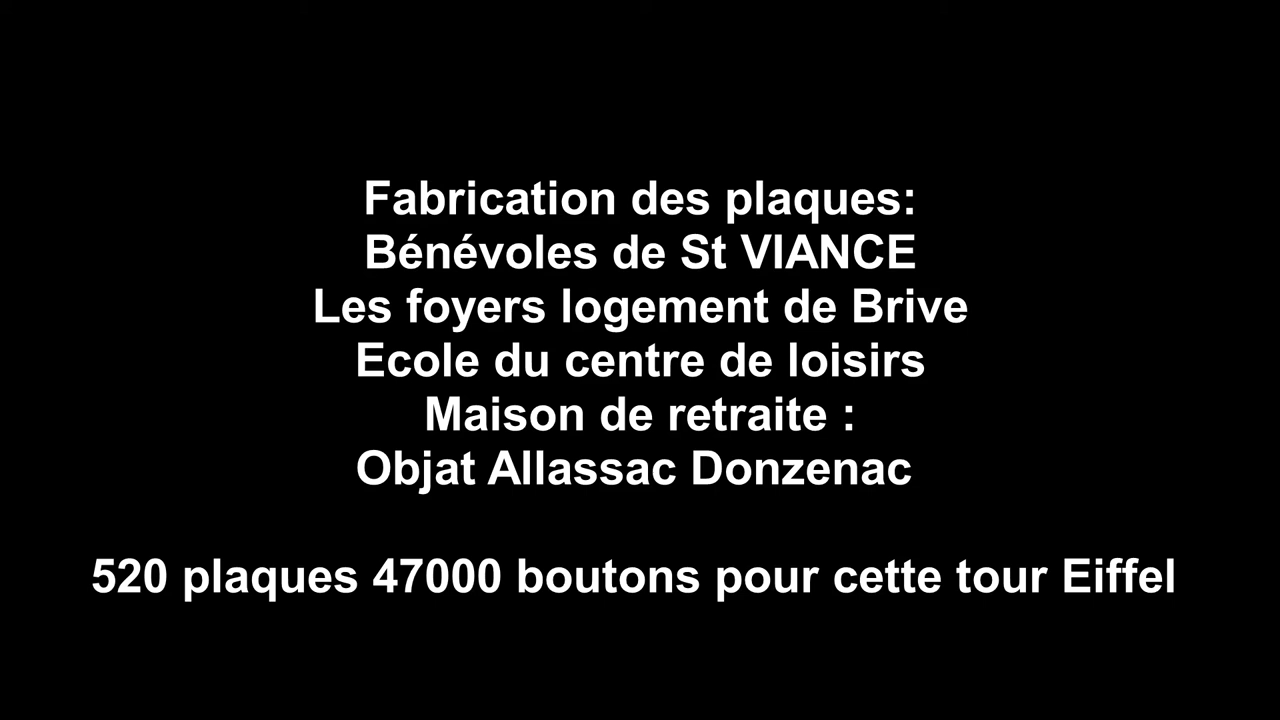 Fabrication des plaques:
Bénévoles de St VIANCE
Les foyers logement de Brive
Ecole du centre de loisirs
Maison de retraite :
Objat Allassac Donzenac
520 plaques 47000 boutons pour cette tour Eiffel